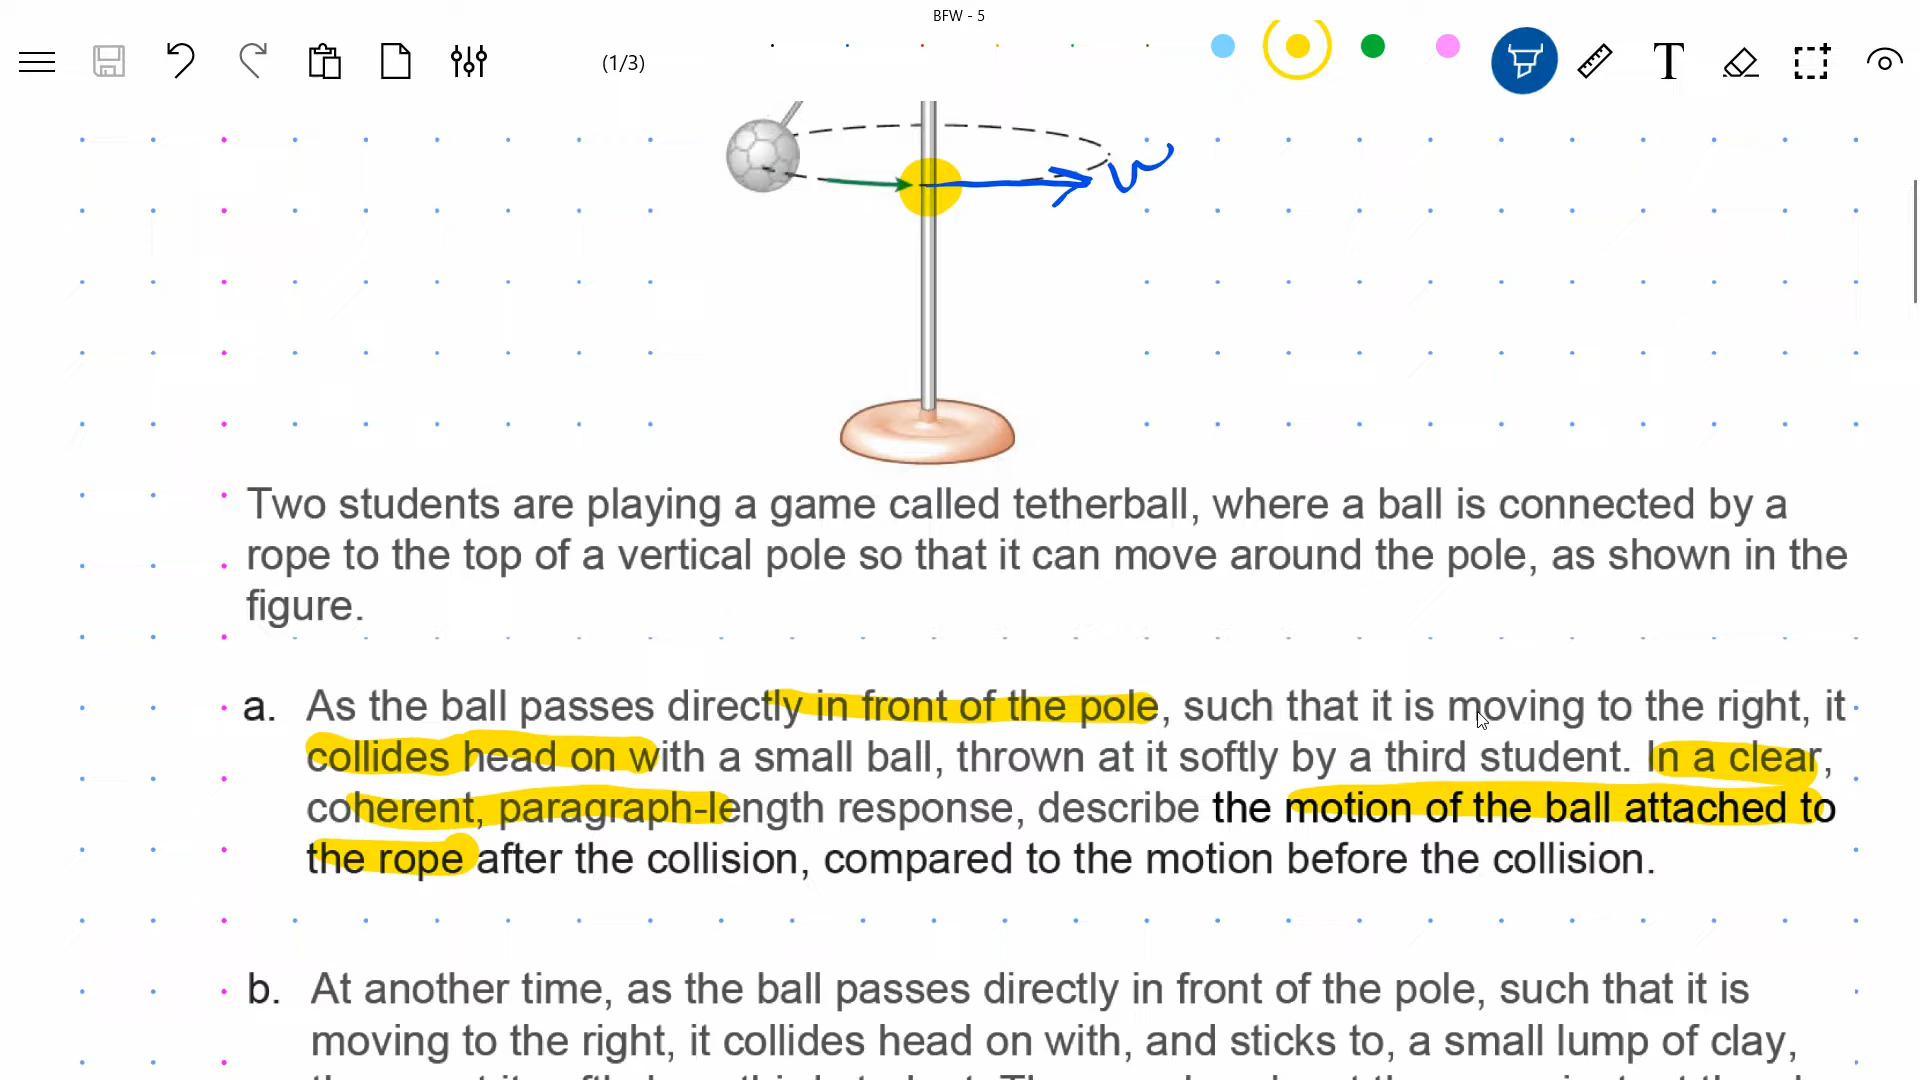 BFW - 5
(1/3)
T
v
Two students are playing a game called tetherball, where a ball is connected by a
rope to the top of a vertical pole so that it can move around the pole, as shown in the
figure.
a. As the ball passes directly in front of the pole, such that it is moving to the right, it
collides head on with a small ball, thrown at it softly by a third student. In a clear,
coherent, paragraph-length response, describe the motion of the ball attached to
the rope after the collision, compared to the motion before the collision.
b. At another time, as the ball passes directly in front of the pole, such that it is
moving to the right, it collides head on with, and sticks to, a small lump of clay,